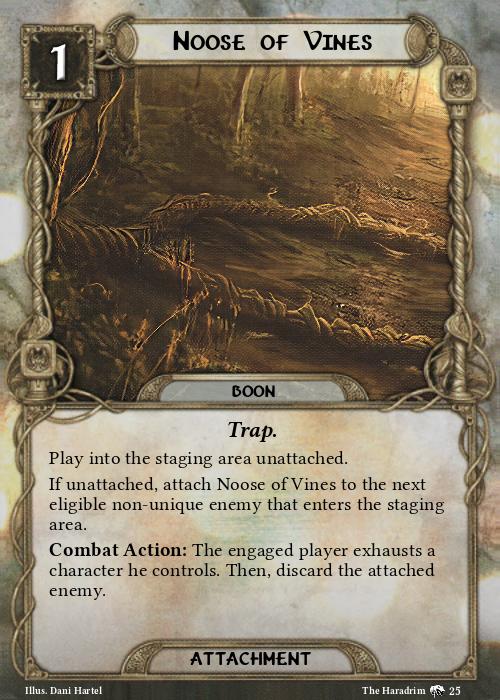 1
Noose of Vines
BOON
Trap.
Play into the staging area unattached.
If unattached, attach Noose of Vines to the next
eligible non-unique enemy that enters the staging
area.
Combat Action: The engaged player exhausts a
character he controls. Then, discard the attached
enemy.
ATTACHMENT
Illus. Dani Hartel
The Haradrim 25